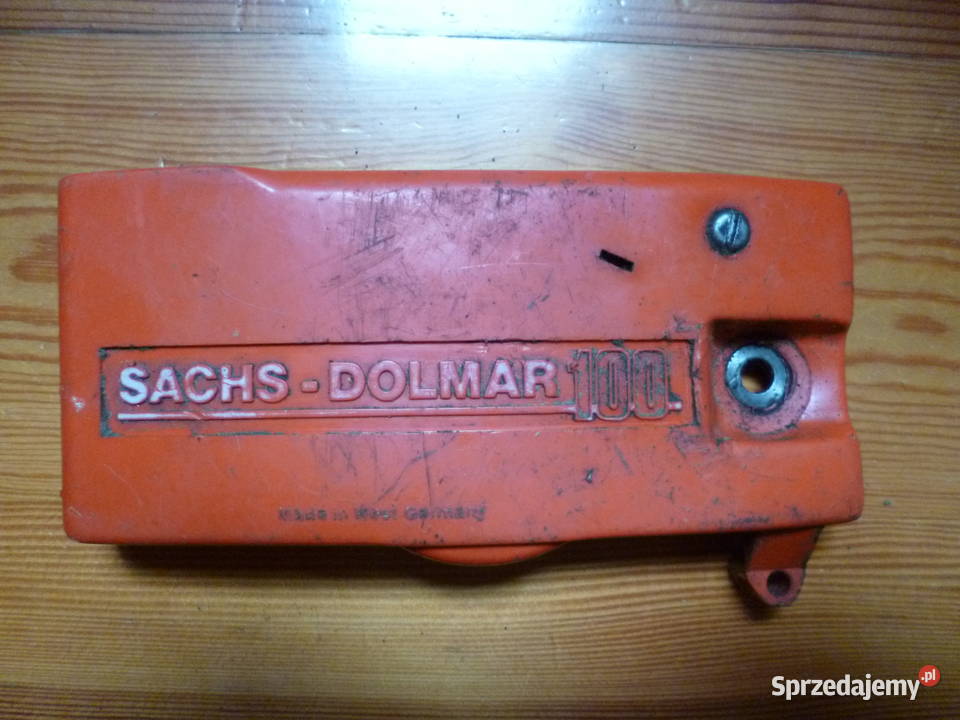 SACHS - DOLMAR 100
Made in West Germany
Sprzedajemy.pl